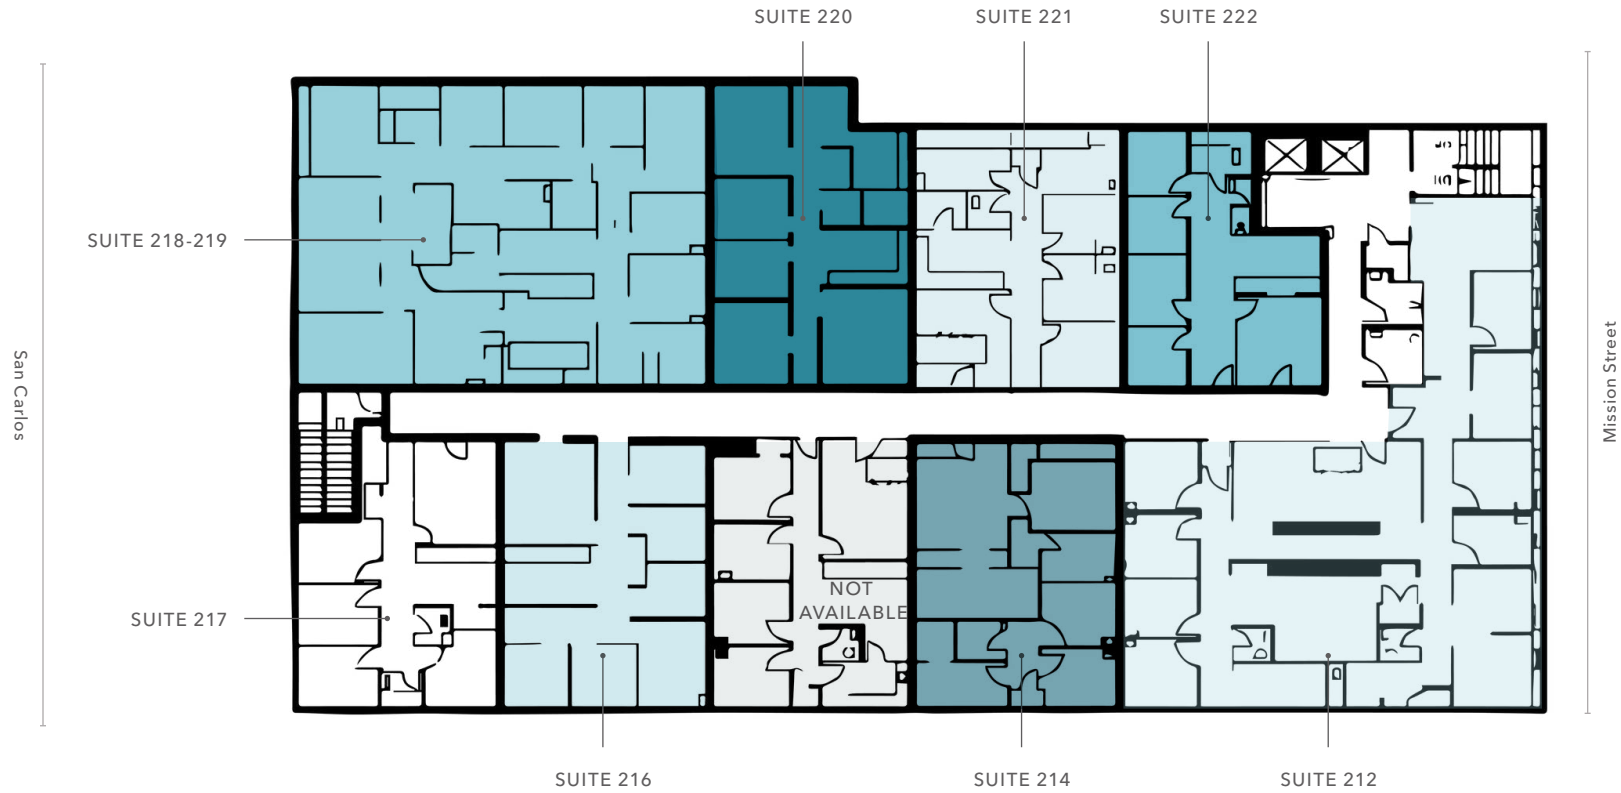 SUITE 220
SUITE 221
SUITE 222
SUITE 218-219
San Carlos
Mission Street
NOT
AVAILABLE
SUITE 217
SUITE 216
SUITE 214
SUITE 212